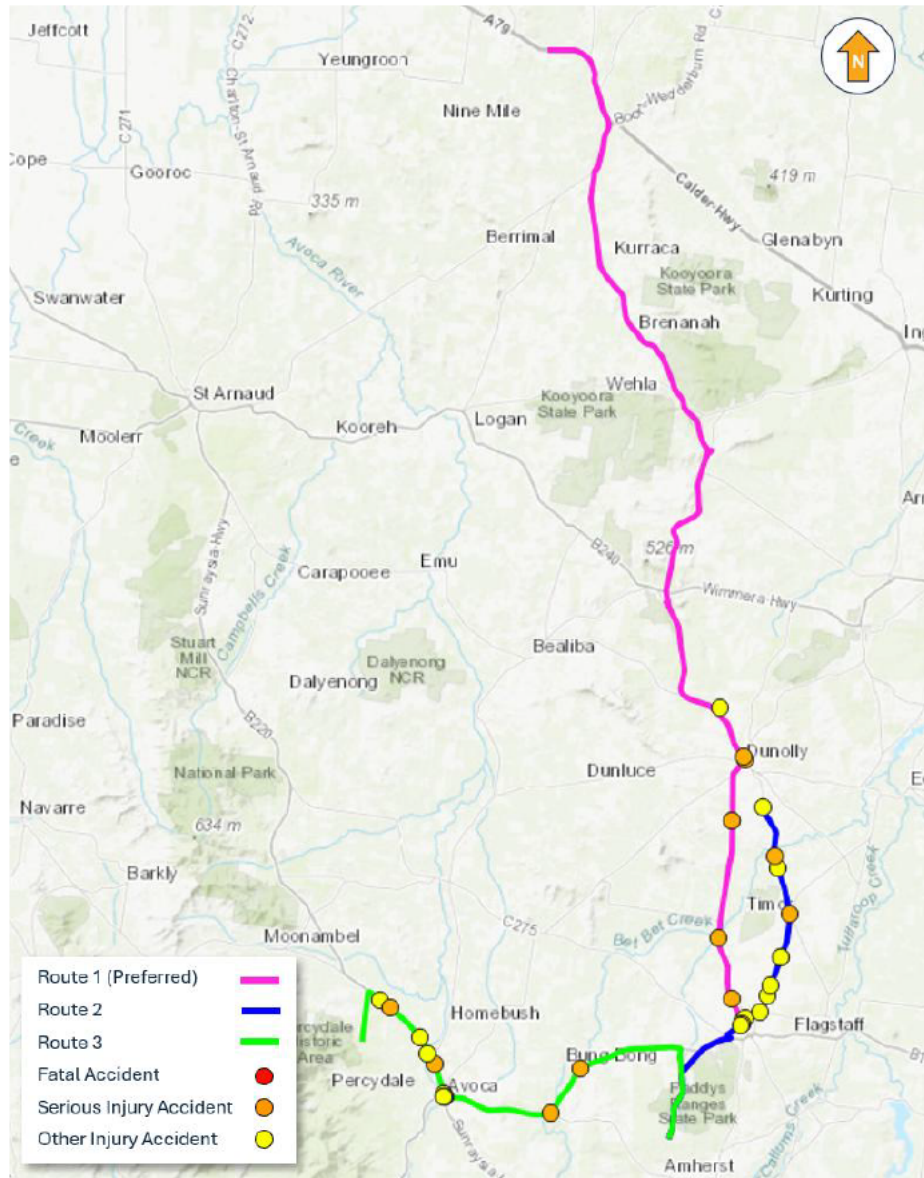 Jeffcott
C272
A79
N
Yeungroon
Charlton-St Arnaud Rd
Nine Mile
C271
Gooroc
419 m
335 m
Calder-Hwy
Berrimal
Glenabyn
Kurraca
Avoca River
Kooyoora
State Park
Swanwater
Kurting
Brenanah
Wehla
St Arnaud
Kooyoora
State Park
Logan
Kooreh
Moolerr
Creek
Sunraysia-Hwy
B240
526 m
Emu
Carapooee
Campbells Creek
Wimmera-Hwy
Stuart
Mill
NCR
Bealiba
Dalyenong
Dalyenong
NCR
Paradise
B220
Dunolly
National Park
Dunluce
Navarre
634 m
Barkly
C275
Bet Bet Creek
Tullaroop Creek
Moonambel
Homebush
Flagstaff
Bung Bong
Percydale
Avoca
Paddys
Ranges
State Park
Amherst
Callums Creek
Route 1 (Preferred)
Route 2
Route 3
Fatal Accident
Serious Injury Accident
Other Injury Accident